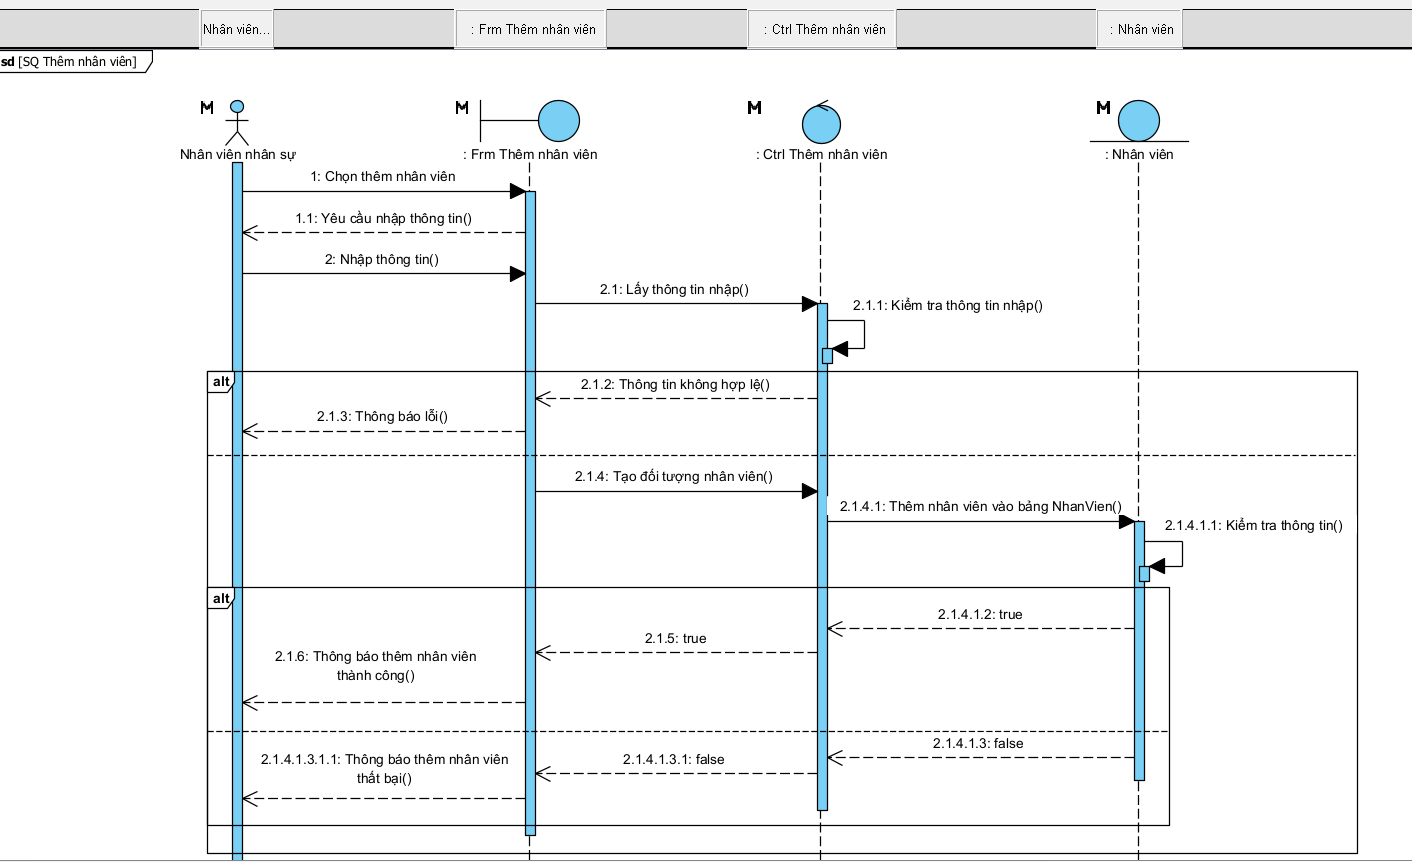 Nhân viên...
: Frm Thêm nhân viên
: Ctrl Thêm nhân viên
: Nhân viên
sd [SQ Thêm nhân viên]
Nhân viên nhân sự
: Frm Thêm nhân viên
: Ctrl Thêm nhân viên
: Nhân viên
1: Chọn thêm nhân viên
1.1: Yêu cầu nhập thông tin()
2: Nhập thông tin()
2.1: Lấy thông tin nhập()
2.1.1: Kiểm tra thông tin nhập()
alt
2.1.2: Thông tin không hợp lệ()
2.1.3: Thông báo lỗi()
2.1.4: Tạo đối tượng nhân viên()
2.1.4.1: Thêm nhân viên vào bảng NhanVien()
2.1.4.1.1: Kiểm tra thông tin()
alt
2.1.4.1.2: true
2.1.5: true
2.1.6: Thông báo thêm nhân viên
thành công()
2.1.4.1.3: false
2.1.4.1.3.1: false
2.1.4.1.3.1.1: Thông báo thêm nhân viên
thất bại()